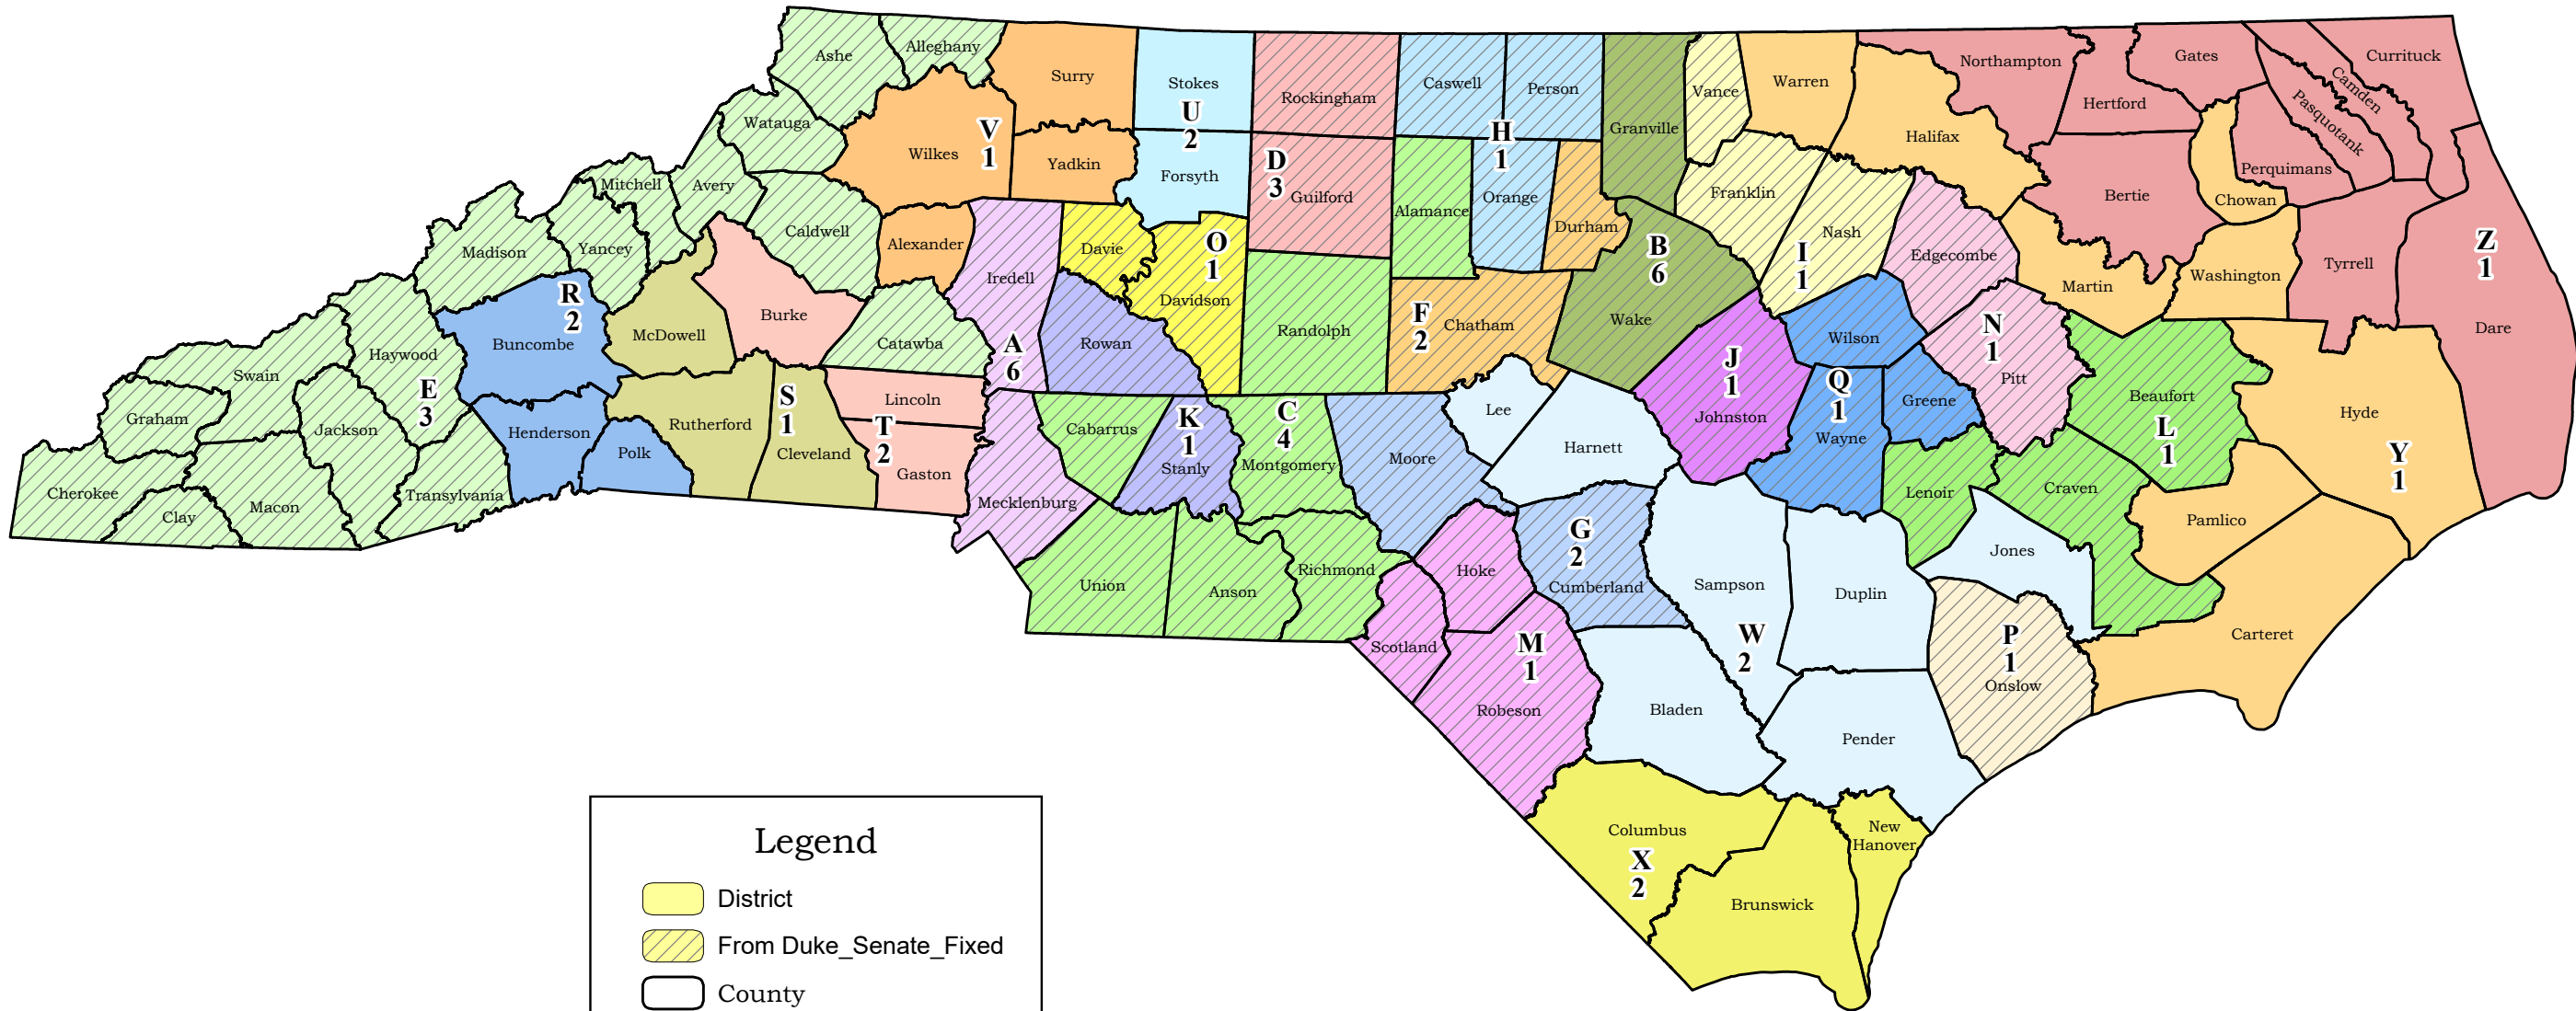 Ashe
Alleghany
Surry
Stokes
Rockingham
Caswell
Person
Granville
Vance
Warren
Halifax
Northampton
Hertford
Gates
Pasquotank
Camden
Currituck
Perquimans
Chowan
Bertie
Watauga
Wilkes
V
1
Yadkin
U
2
Forsyth
D
3
Guilford
Alamance
H
1
Orange
Durham
Franklin
Nash
I
1
Edgecombe
Martin
Washington
Tyrrell
Dare
Z
1
Mitchell
Avery
Caldwell
Alexander
Iredell
Davie
O
1
Davidson
Randolph
F
2
Chatham
B
6
Wake
Madison
Yancey
R
2
Buncombe
McDowell
Burke
Catawba
A
6
Rowan
J
1
Johnston
Wilson
Q
1
Wayne
Greene
N
1
Pitt
Beaufort
L
1
Hyde
Y
1
Swain
Haywood
E
3
Graham
Jackson
Henderson
Polk
Rutherford
S
1
Cleveland
Lincoln
T
2
Gaston
Mecklenburg
Cabarrus
K
1
Stanly
C
4
Montgomery
Moore
Lee
Harnett
Lenoir
Craven
Pamlico
Cherokee
Clay
Macon
Transylvania
Union
Anson
Richmond
Scotland
Hoke
G
2
Cumberland
Sampson
W
2
Duplin
Jones
P
1
Onslow
Carteret
M
1
Robeson
Bladen
Pender
Columbus
X
2
Brunswick
New
Hanover
Legend
District
From Duke_Senate_Fixed
County